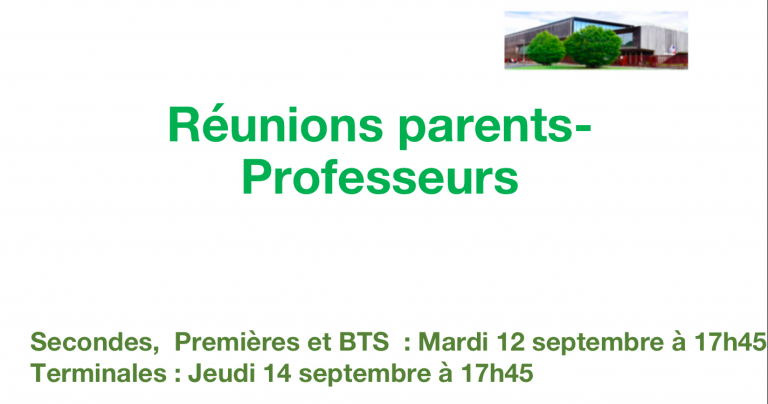 Réunions parents-
Professeurs
Secondes,  Premières et BTS  : Mardi 12 septembre à 17h45
Terminales : Jeudi 14 septembre à 17h45